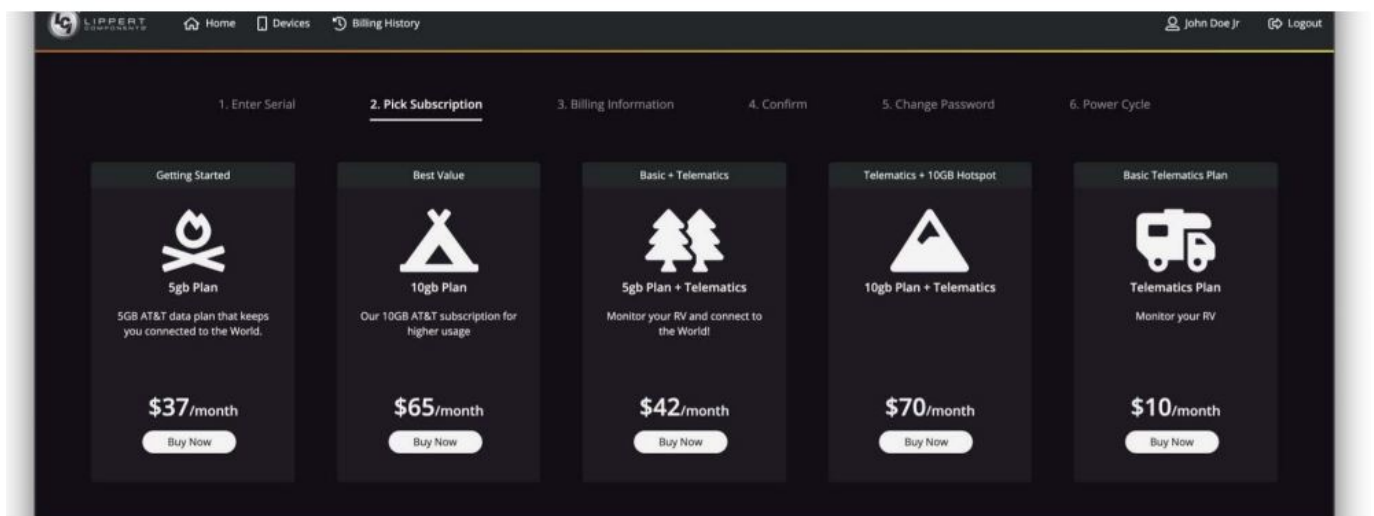 LIPPERT
COMPONENTS
Home
Devices
Billing History
John Doe Jr
Logout
1. Enter Serial
2. Pick Subscription
3. Billing Information
4. Confirm
5. Change Password
6. Power Cycle
Getting Started
5gb Plan
5GB AT&T data plan that keeps
you connected to the World.
$37/month
Buy Now
Best Value
10gb Plan
Our 10GB AT&T subscription for
higher usage
$65/month
Buy Now
Basic + Telematics
5gb Plan + Telematics
Monitor your RV and connect to
the World!
$42/month
Buy Now
Telematics + 10GB Hotspot
10gb Plan + Telematics
$70/month
Buy Now
Basic Telematics Plan
Telematics Plan
Monitor your RV
$10/month
Buy Now